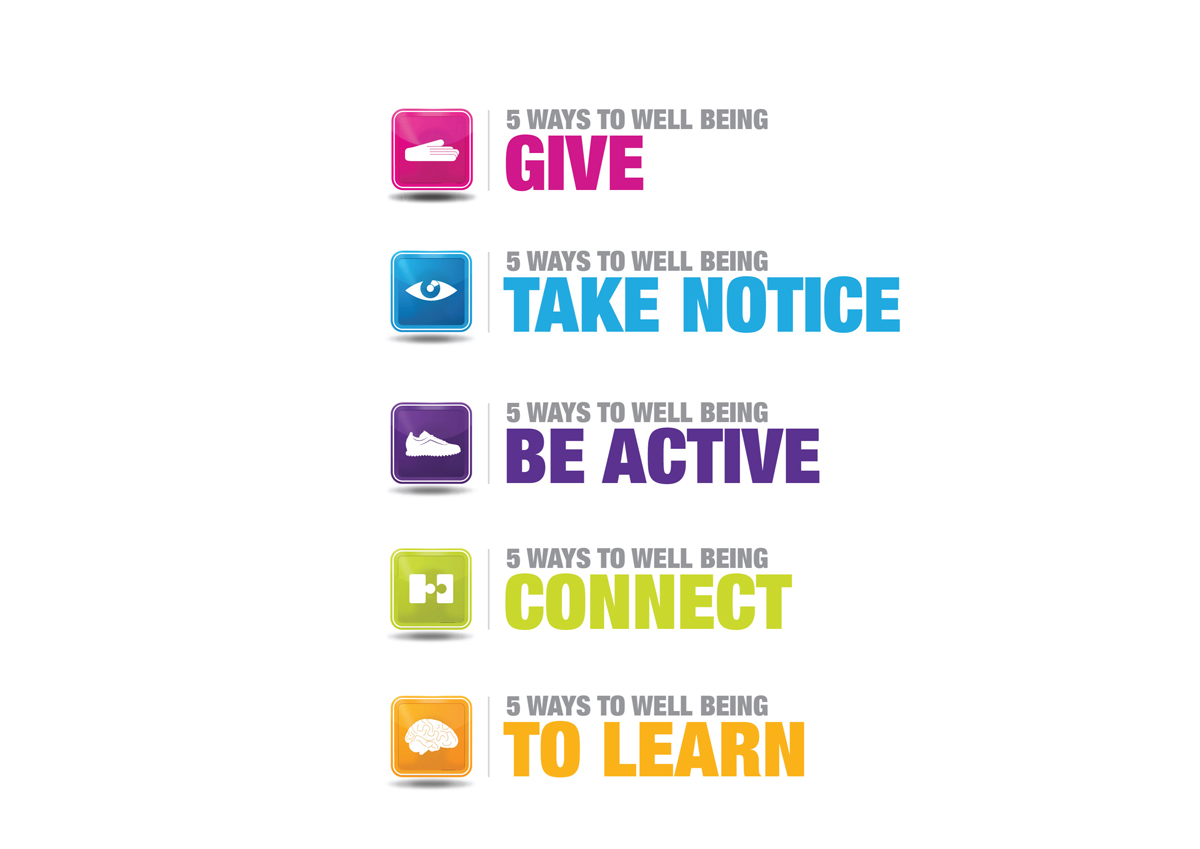 5 WAYS TO WELL BEING
GIVE
5 WAYS TO WELL BEING
TAKE NOTICE
5 WAYS TO WELL BEING
BE ACTIVE
5 WAYS TO WELL BEING
CONNECT
5 WAYS TO WELL BEING
TO LEARN